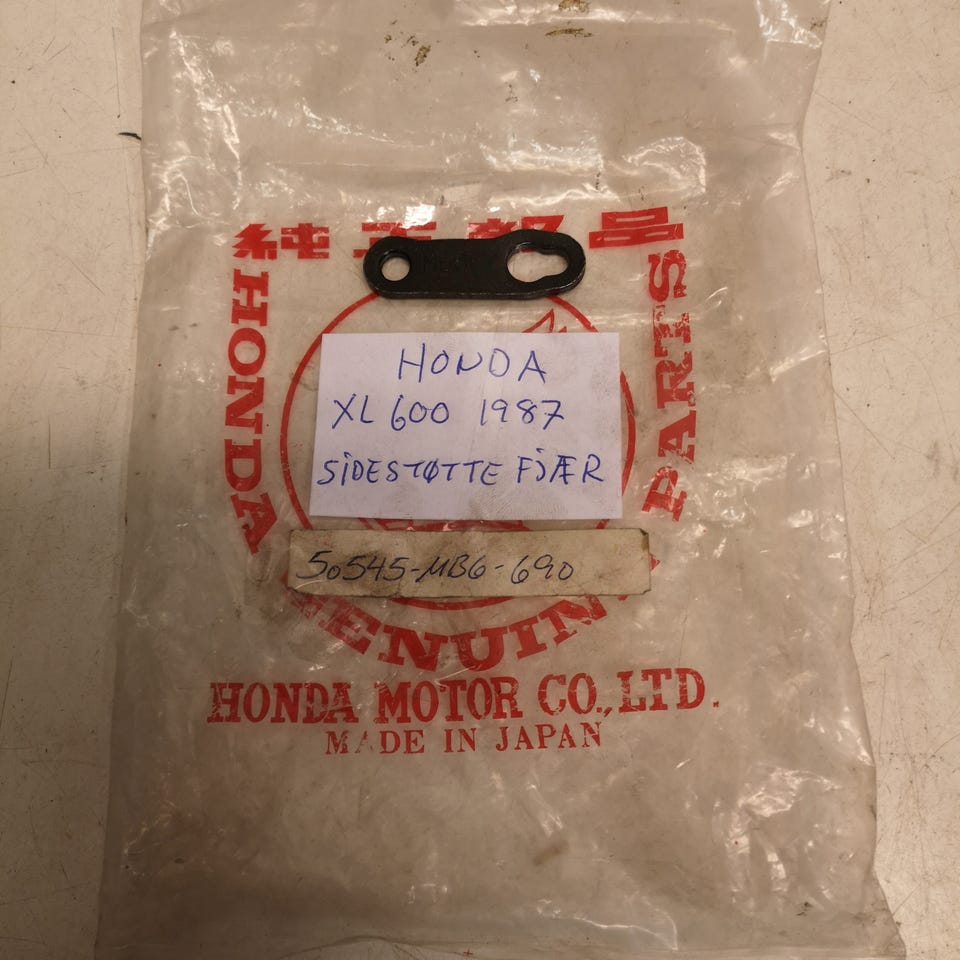 純正部品
HONDA
PARTS
HONDA
XL 600 1987
SIDESTØTTE FJÆR
50545-MB6-690
GENUINE
HONDA MOTOR CO., LTD.
MADE IN JAPAN